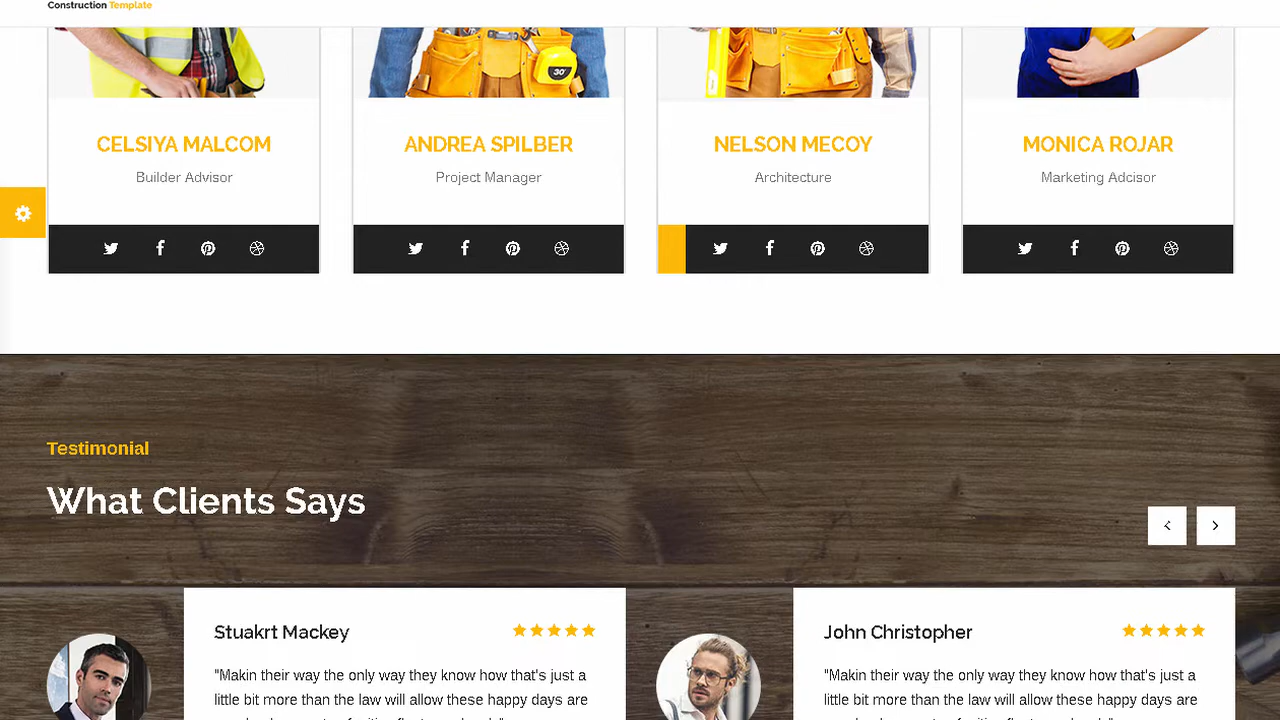 Construction Template
30'
CELSIYA MALCOM
Builder Advisor
ANDREA SPILBER
Project Manager
NELSON MECOY
Architecture
MONICA ROJAR
Marketing Adcisor
Testimonial
What Clients Says
Stuakrt Mackey
"Makin their way the only way they know how that's just a
little bit more than the law will allow these happy days are
John Christopher
"Makin their way the only way they know how that's just a
little bit more than the law will allow these happy days are